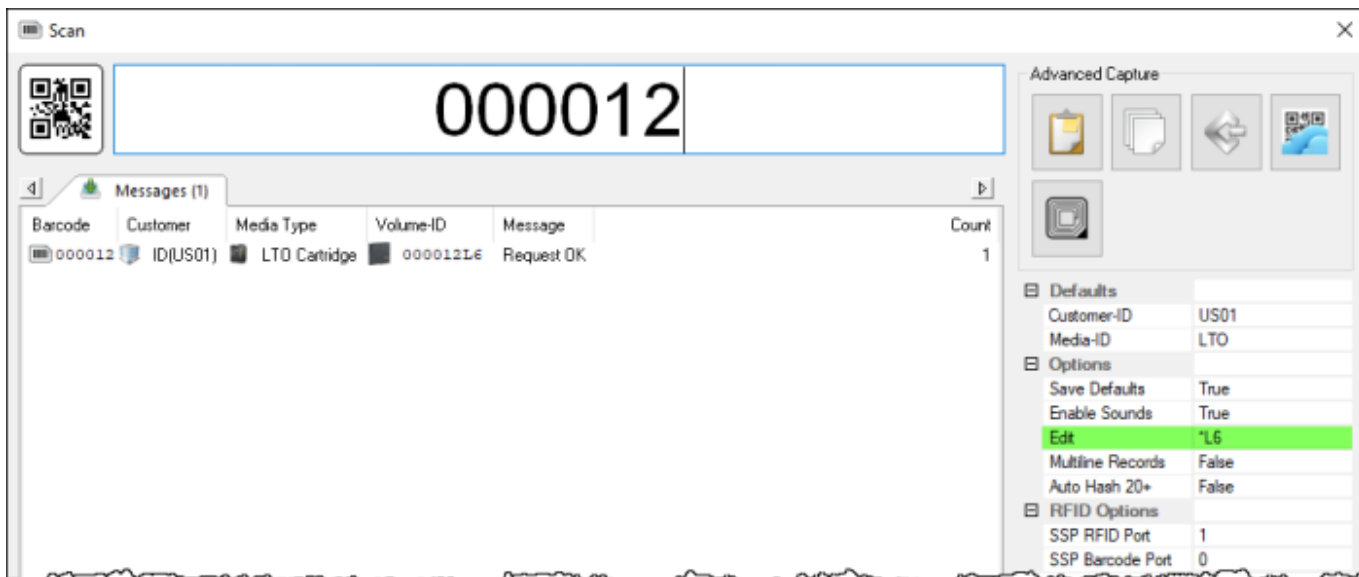 Scan
000012
Advanced Capture
Messages (1)
Barcode Customer Media Type Volume-ID Message Count
000012 ID(US01) LTO Cartridge 000012L6 Request OK 1
Defaults
Customer-ID US01
Media-ID LTO
Options
Save Defaults True
Enable Sounds True
Edit *L6
Multiline Records False
Auto Hash 20+ False
RFID Options
SSP RFID Port 1
SSP Barcode Port 0